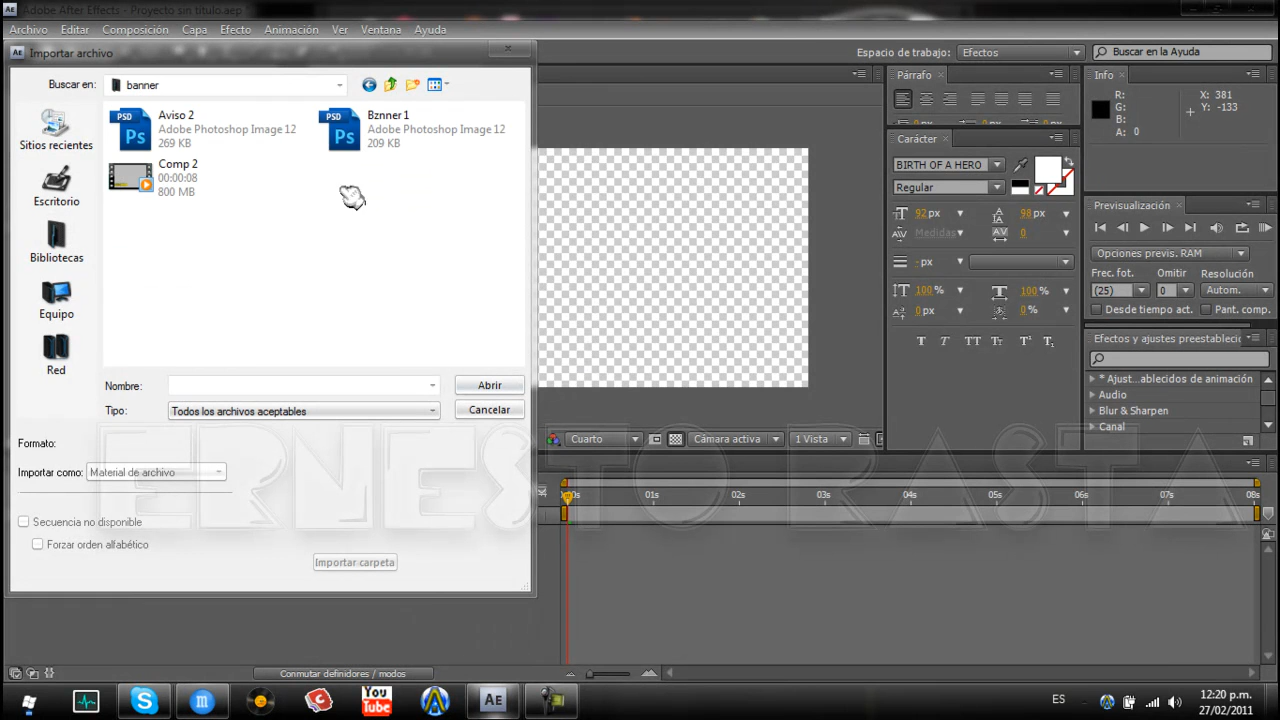 Adobe After Effects - Proyecto sin título.aep
Archivo Editar Composición Capa Efecto Animación Ver Ventana Ayuda
Importar archivo
Espacio de trabajo: Efectos
Buscar en la Ayuda
Buscar en: banner
Aviso 2
Adobe Photoshop Image 12
269 KB
Bznner 1
Adobe Photoshop Image 12
209 KB
Comp 2
00:00:08
800 MB
Sitios recientes
Escritorio
Bibliotecas
Equipo
Red
Nombre:
Abrir
Tipo: Todos los archivos aceptables
Cancelar
Formato:
Importar como: Material de archivo
Secuencia no disponible
Forzar orden alfabético
Importar carpeta
Párrafo
Carácter
BIRTH OF A HERO
Regular
92 px
98 px
Medidas
0
- px
100 %
100 %
0 px
0 %
T T TT Tт T¹ T₁
Info
R:
G:
B:
A: 0
X: 381
Y: -133
Previsualización
Opciones previs. RAM
Frec. fot. Omitir Resolución
(25) 0 Autom.
Desde tiempo act. Pant. comp.
Efectos y ajustes preestableci
* Ajust...ablecidos de animación
Audio
Blur & Sharpen
Canal
Cuarto
Cámara activa
1 Vista
01s 02s 03s 04s 05s 06s 07s 08s
ERNESTO RASTA
Conmutar definidores / modos
ES
12:20 p.m.
27/02/2011
You
Tube
AE